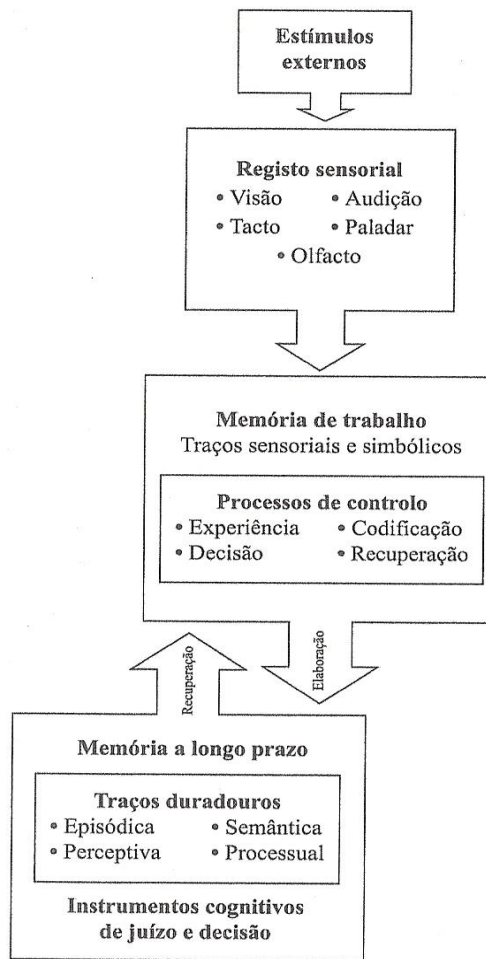 Estímulos
externos
Registo sensorial
• Visão • Audição
• Tacto • Paladar
• Olfacto
Memória de trabalho
Traços sensoriais e simbólicos
Processos de controlo
• Experiência • Codificação
• Decisão • Recuperação
Recuperação
Elaboração
Memória a longo prazo
Traços duradouros
• Episódica • Semântica
• Perceptiva • Processual
Instrumentos cognitivos
de juízo e decisão